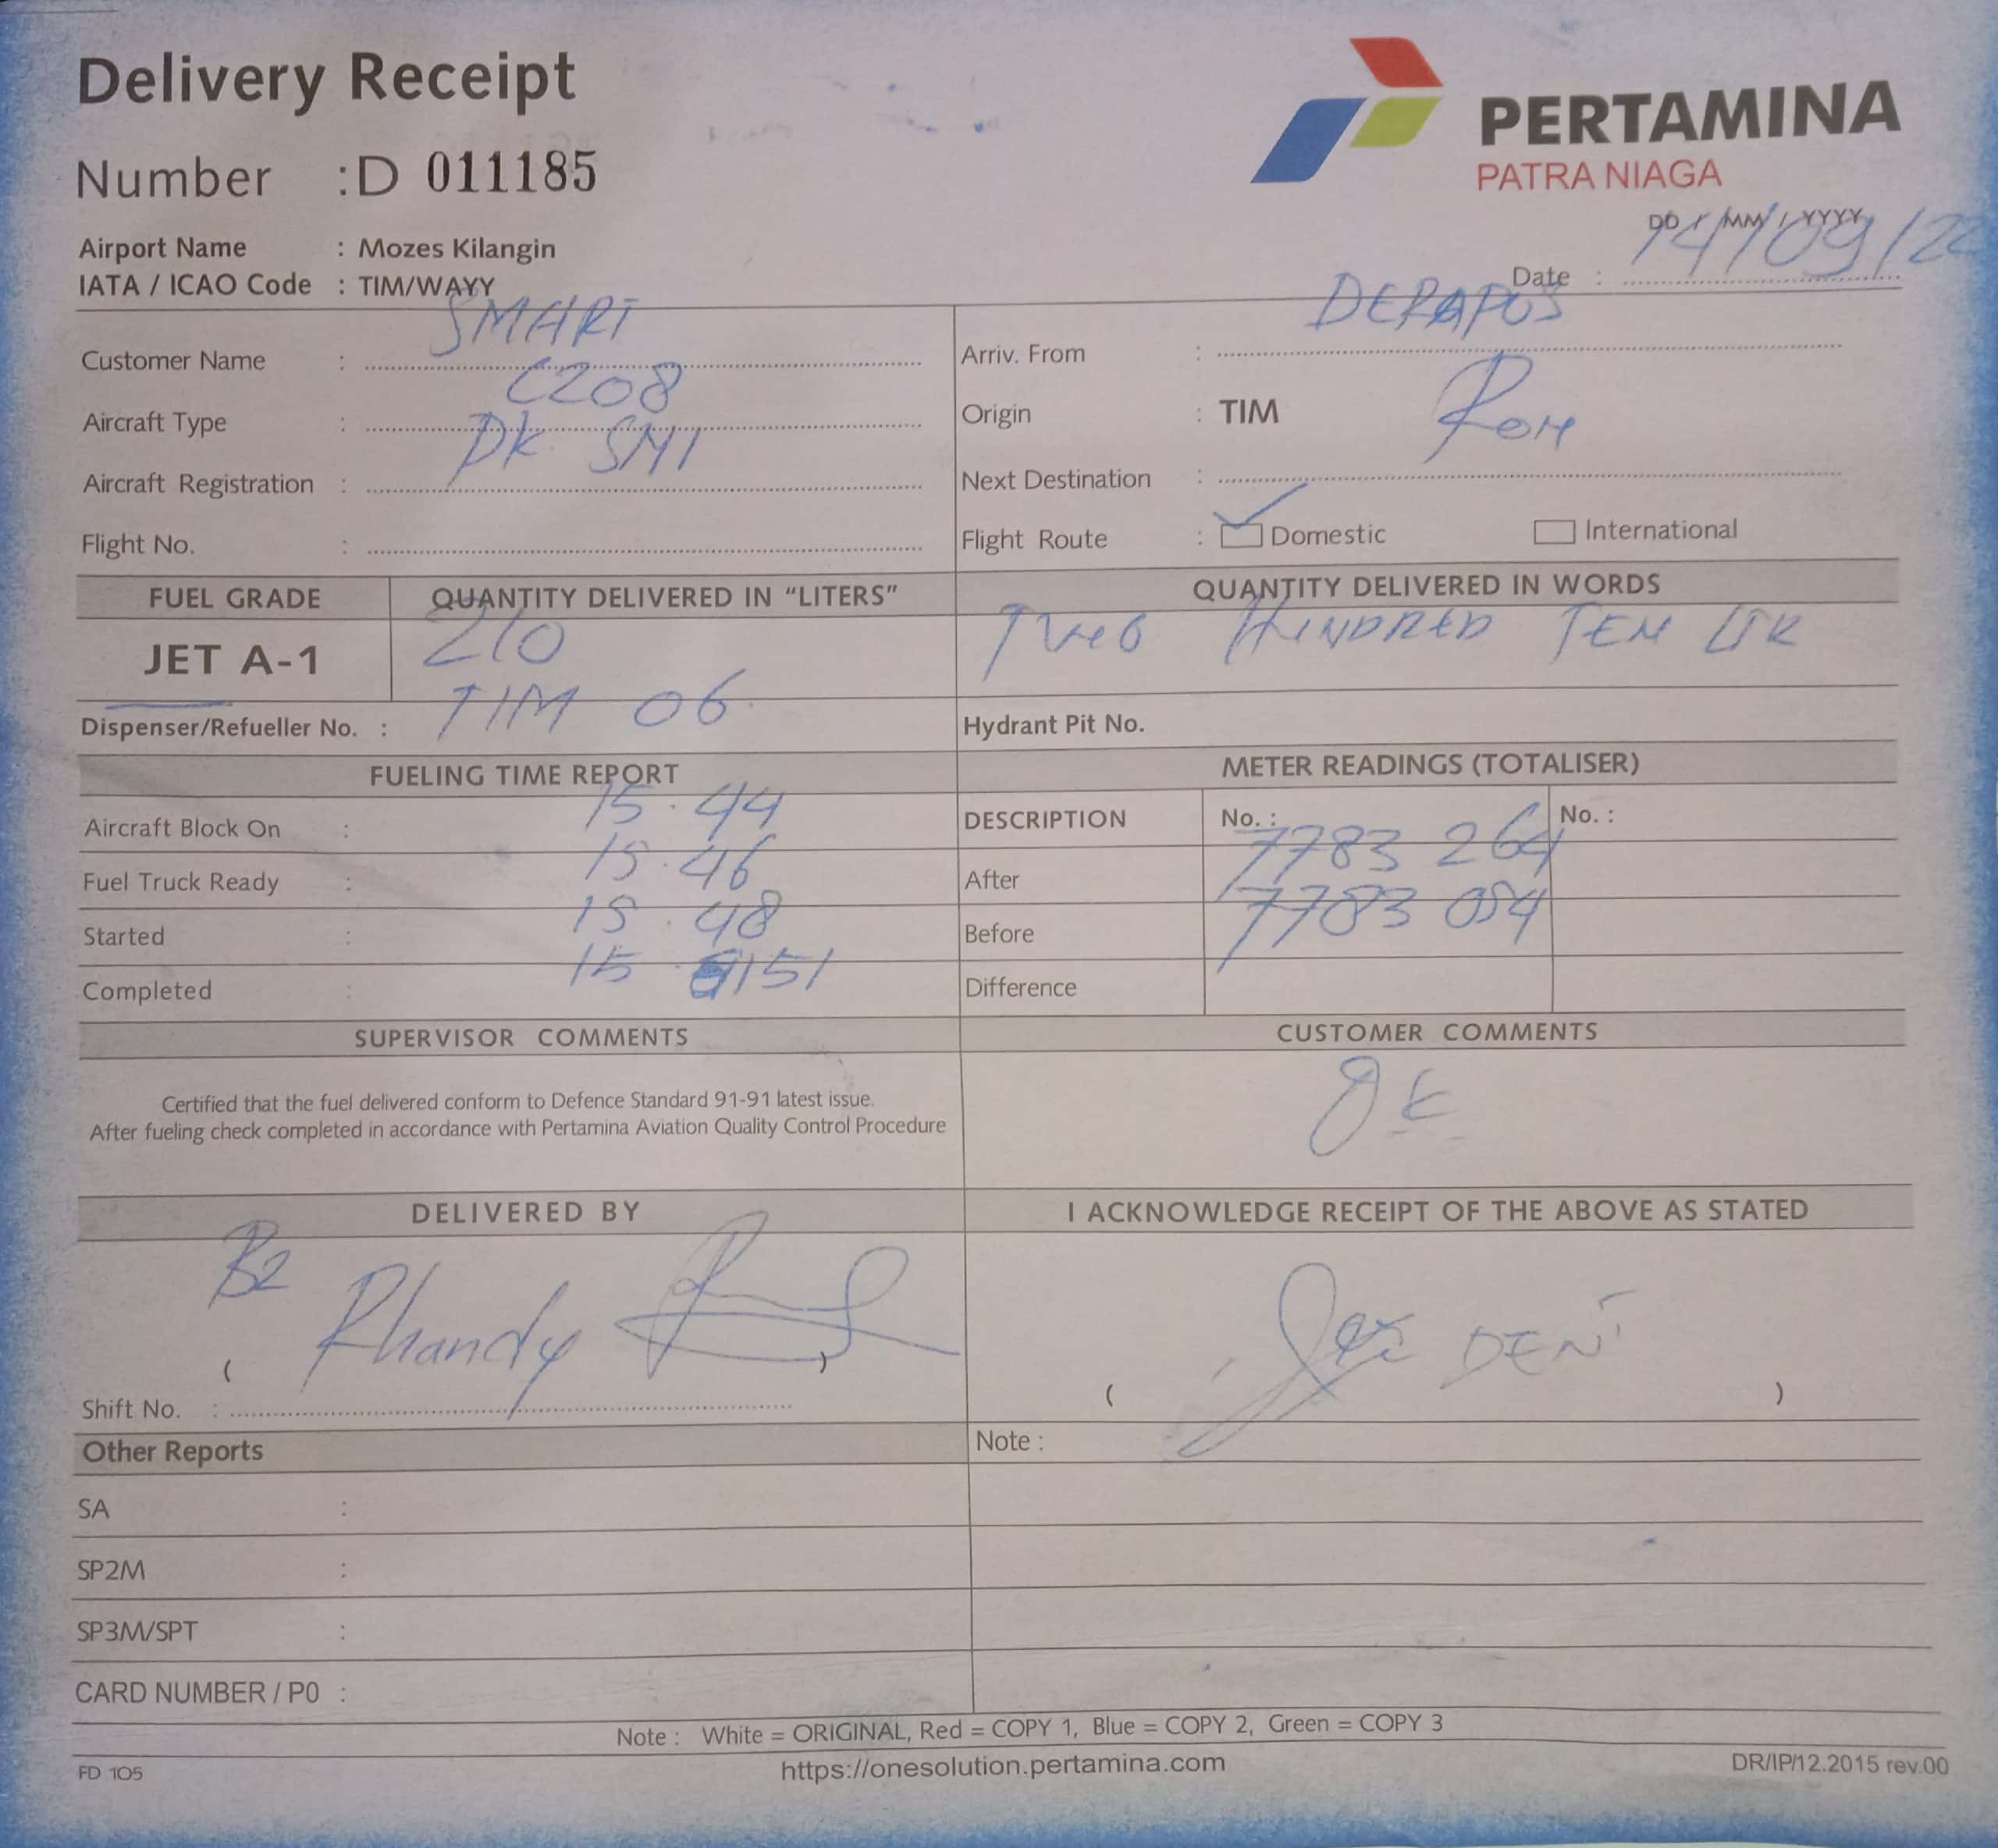 Delivery Receipt
PERTAMINA
PATRA NIAGA
Number : D 011185
Airport Name : Mozes Kilangin
DD / MM / YYYY
IATA / ICAO Code : TIM/WAYY
Date : 14/09/22
Customer Name : SMART
Arriv. From : DEKAPUS
Aircraft Type : C208
Origin : TIM
Aircraft Registration : PK SMI
Next Destination :
Flight No. :
Flight Route : Domestic International
FUEL GRADE QUANTITY DELIVERED IN "LITERS" QUANTITY DELIVERED IN WORDS
JET A-1 210 TWO HUNDRED TEN LTR
Dispenser/Refueller No. : TIM 06
Hydrant Pit No.
FUELING TIME REPORT
METER READINGS (TOTALISER)
Aircraft Block On : 15.44
DESCRIPTION No. : No. :
Fuel Truck Ready : 15.46
After 7783 264
Started : 15.48
Before 7783 054
Completed : 15 151
Difference
SUPERVISOR COMMENTS
CUSTOMER COMMENTS
Certified that the fuel delivered conform to Defence Standard 91-91 latest issue.
After fueling check completed in accordance with Pertamina Aviation Quality Control Procedure
OK
DELIVERED BY
I ACKNOWLEDGE RECEIPT OF THE ABOVE AS STATED
B2 Rhandy
( )
DENI
( )
Shift No. :
Other Reports
Note :
SA :
SP2M :
SP3M/SPT :
CARD NUMBER / P0 :
Note : White = ORIGINAL, Red = COPY 1, Blue = COPY 2, Green = COPY 3
FD 105
https://onesolution.pertamina.com
DR/IP/12.2015 rev.00